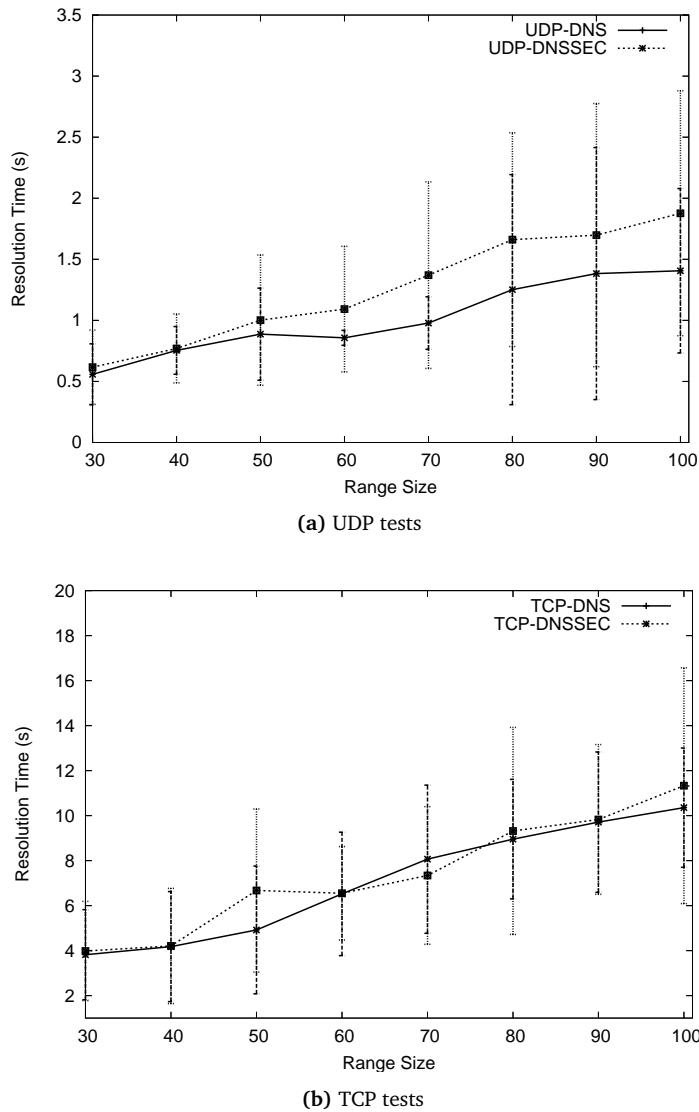 3.5
UDP-DNS
UDP-DNSSEC
3
2.5
2
1.5
1
0.5
0
Resolution Time (s)
30 40 50 60 70 80 90 100
Range Size
(a) UDP tests
20
TCP-DNS
TCP-DNSSEC
18
16
14
12
10
8
6
4
2
Resolution Time (s)
30 40 50 60 70 80 90 100
Range Size
(b) TCP tests